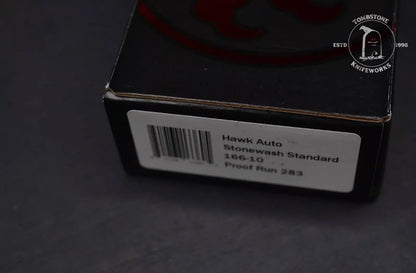 TOMBSTONE
ESTD 1996
KNIFEWORKS
Hawk Auto
Stonewash Standard
166-10
Proof Run 283